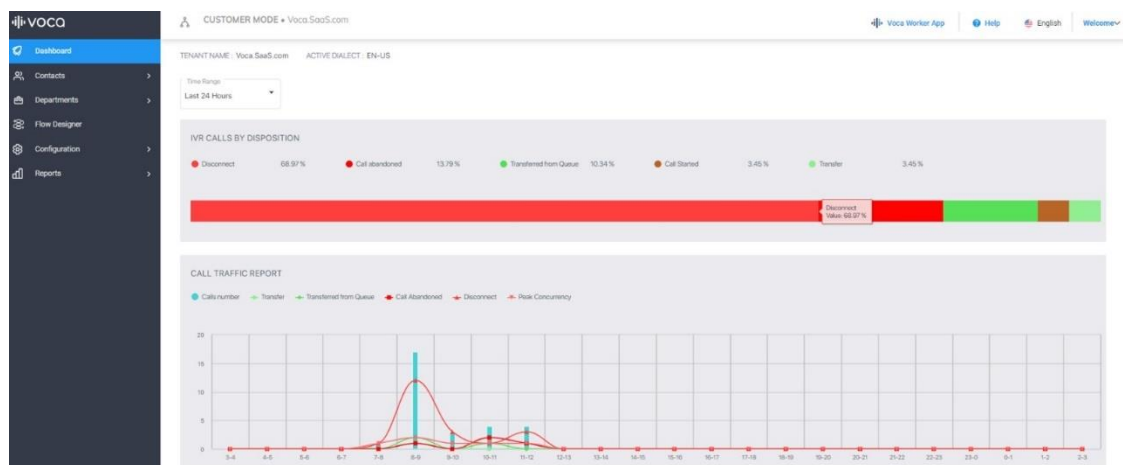 VOCA
CUSTOMER MODE • Voca.SaaS.com
Voca Worker App
Help
English
Welcome
Dashboard
Contacts
Departments
Flow Designer
Configuration
Reports
TENANT NAME : Voca.SaaS.com ACTIVE DIALECT : EN-US
Time Range
Last 24 Hours
IVR CALLS BY DISPOSITION
Disconnect 68.97% Call abandoned 13.79% Transferred from Queue 10.34% Call Started 3.45% Transfer 3.45%
Disconnect
Value: 68.97%
CALL TRAFFIC REPORT
Calls number Transfer Transferred from Queue Call Abandoned Disconnect Peak Concurrency
20
15
10
5
0
3-4 4-5 5-6 6-7 7-8 8-9 9-10 10-11 11-12 12-13 13-14 14-15 15-16 16-17 17-18 18-19 19-20 20-21 21-22 22-23 23-0 0-1 1-2 2-3